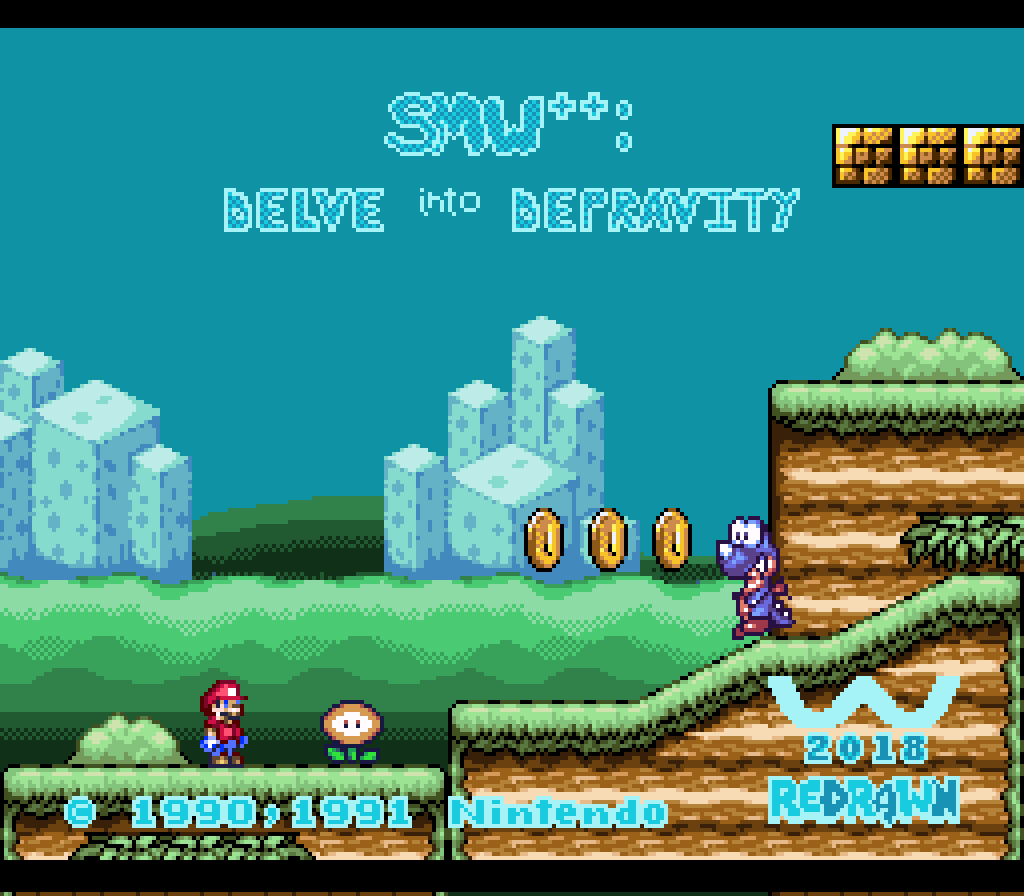 SMW++:
DELVE into DEPRAVITY
W
2018
REDRAWN
© 1990,1991 Nintendo